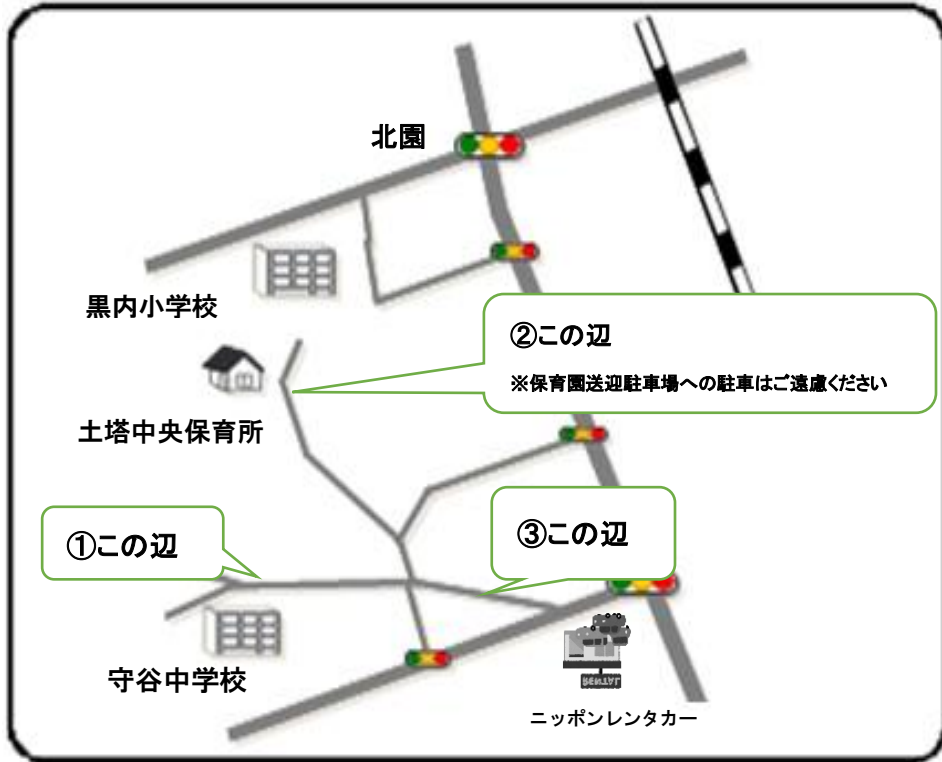 北園
黒内小学校
②この辺
※保育園送迎駐車場への駐車はご遠慮ください
土塔中央保育所
①この辺
③この辺
守谷中学校
RENTAL
ニッポンレンタカー